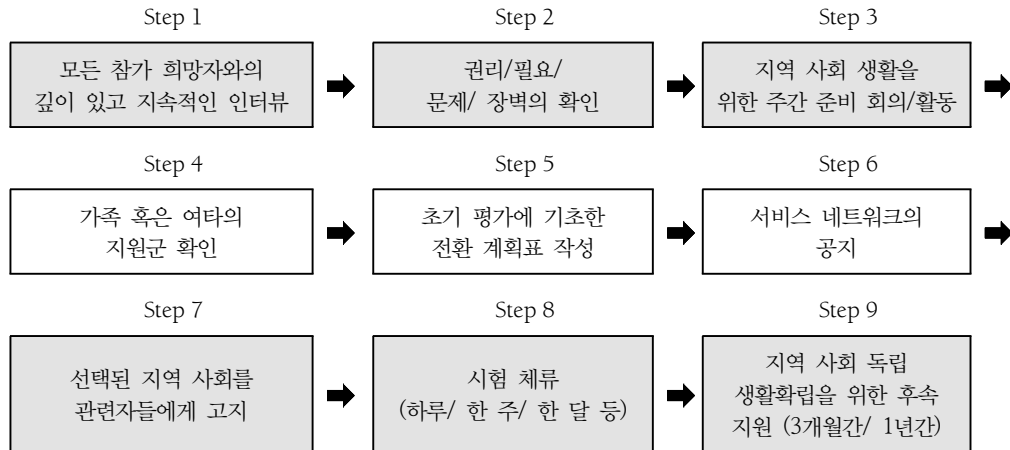 Step 1
모든 참가 희망자와의
깊이 있고 지속적인 인터뷰
Step 2
권리/필요/
문제/ 장벽의 확인
Step 3
지역 사회 생활을
위한 주간 준비 회의/활동
Step 4
가족 혹은 여타의
지원군 확인
Step 5
초기 평가에 기초한
전환 계획표 작성
Step 6
서비스 네트워크의
공지
Step 7
선택된 지역 사회를
관련자들에게 고지
Step 8
시험 체류
(하루/ 한 주/ 한 달 등)
Step 9
지역 사회 독립
생활확립을 위한 후속
지원 (3개월간/ 1년간)